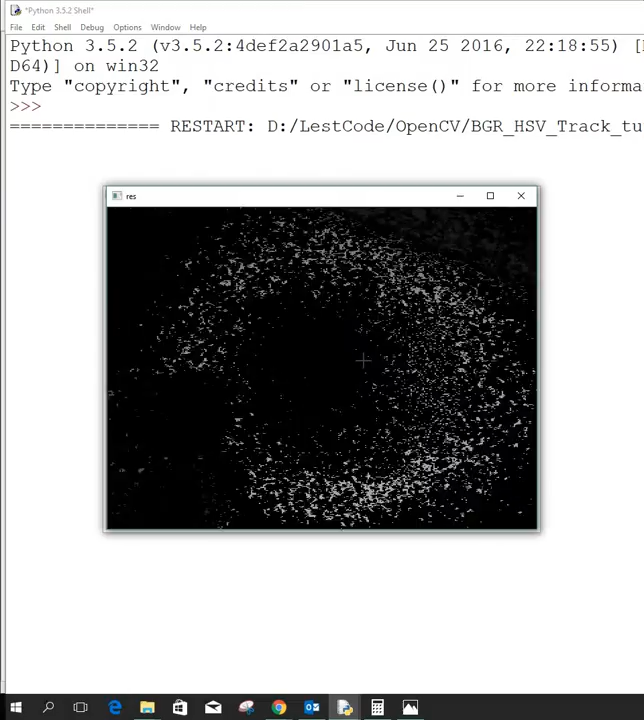 *Python 3.5.2 Shell*
File Edit Shell Debug Options Window Help
Python 3.5.2 (v3.5.2:4def2a2901a5, Jun 25 2016, 22:18:55) [
D64)] on win32
Type "copyright", "credits" or "license()" for more informa
>>>
============== RESTART: D:/LestCode/OpenCV/BGR_HSV_Track_tu
res